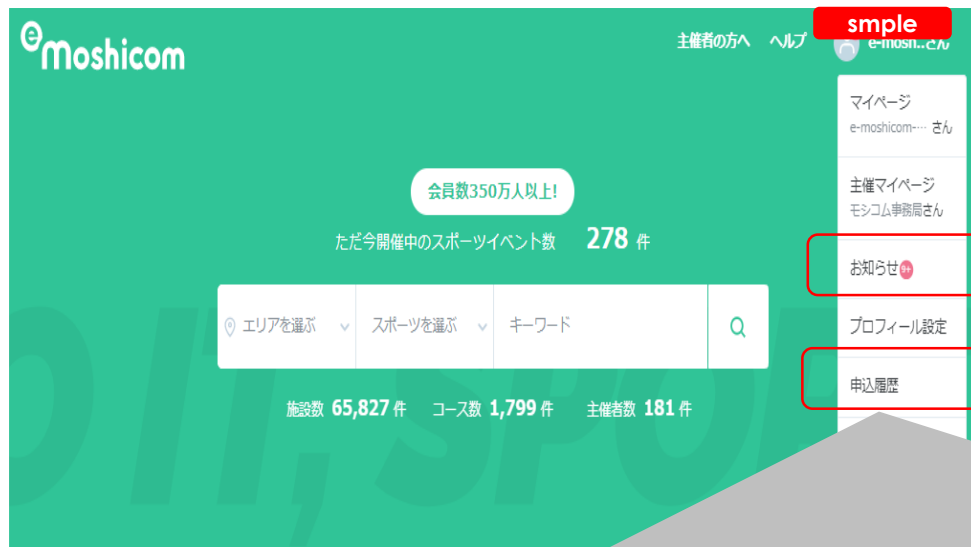 e-moshicom
主催者の方へ ヘルプ
smple
マイページ
e-moshicom-… さん
主催マイページ
モシコム事務局さん
会員数350万人以上!
ただ今開催中のスポーツイベント数 278 件
お知らせ 9+
エリアを選ぶ スポーツを選ぶ キーワード
プロフィール設定
申込履歴
施設数 65,827 件 コース数 1,799 件 主催者数 181 件
IT, SPO